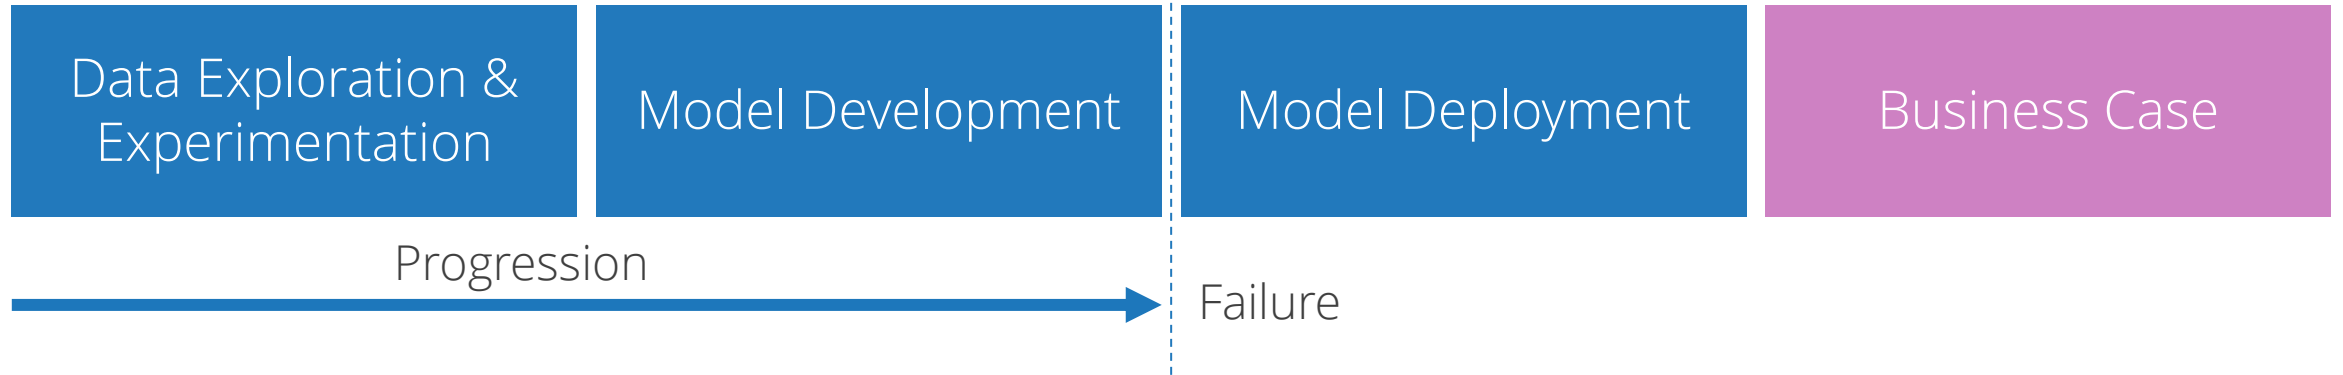 Data Exploration &
Experimentation
Model Development
Model Deployment
Business Case
Progression
Failure